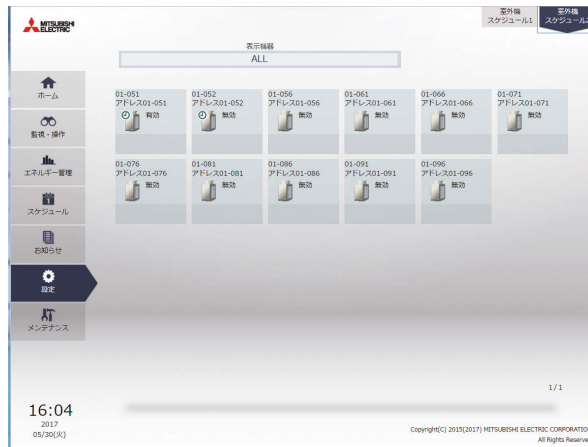 MITSUBISHI
ELECTRIC
室外機
スケジュール1
室外機
スケジュール2
表示機器
ALL
ホーム
監視・操作
エネルギー管理
スケジュール
お知らせ
設定
メンテナンス
01-051
アドレス01-051
有効
01-052
アドレス01-052
無効
01-056
アドレス01-056
無効
01-061
アドレス01-061
無効
01-066
アドレス01-066
無効
01-071
アドレス01-071
無効
01-076
アドレス01-076
無効
01-081
アドレス01-081
無効
01-086
アドレス01-086
無効
01-091
アドレス01-091
無効
01-096
アドレス01-096
無効
1/1
16:04
2017
05/30(火)
Copyright(C) 2015(2017) MITSUBISHI ELECTRIC CORPORATIO
All Rights Reserve